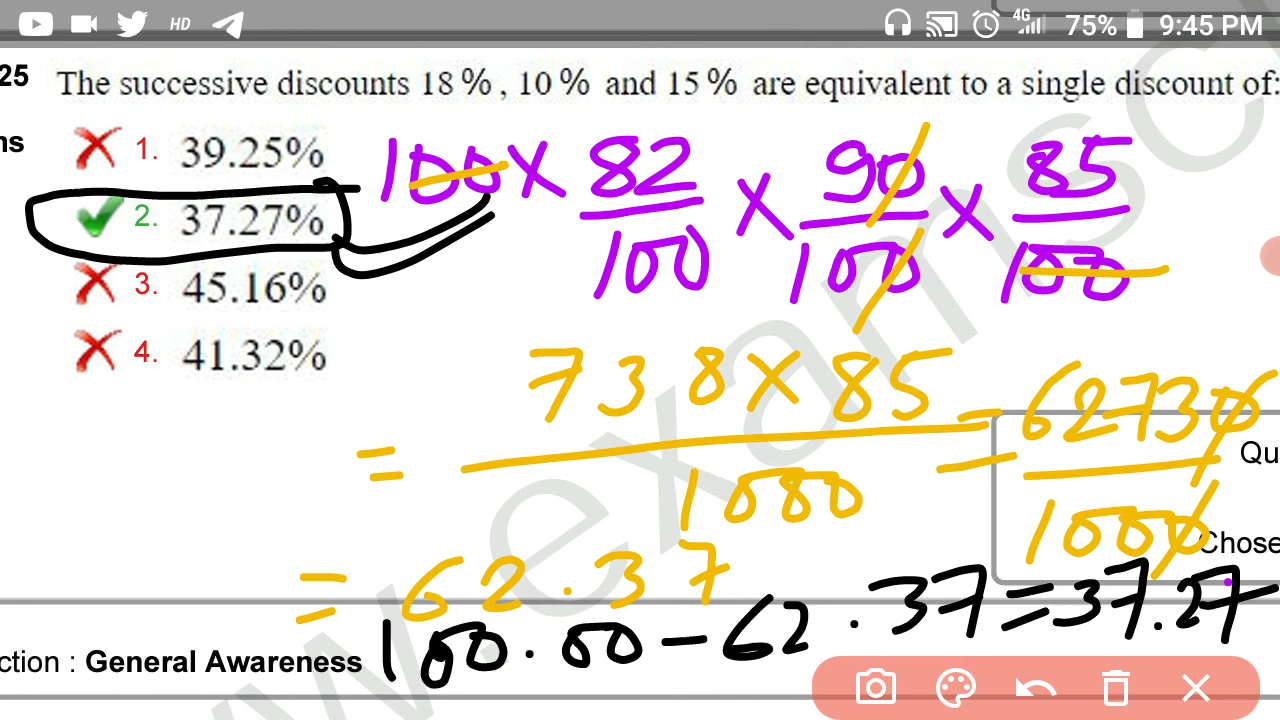 HD 4G 75% 9:45 PM
25 The successive discounts 18%, 10% and 15% are equivalent to a single discount of:
ns
1. 39.25%
2. 37.27%
3. 45.16%
4. 41.32%
100 × 82/100 × 90/100 × 85/100
= 738 × 85 / 1000 = 62730 / 1000
= 62.37
100.00 - 62.37 = 37.27
Qu
Chose
ction : General Awareness
www.examsc